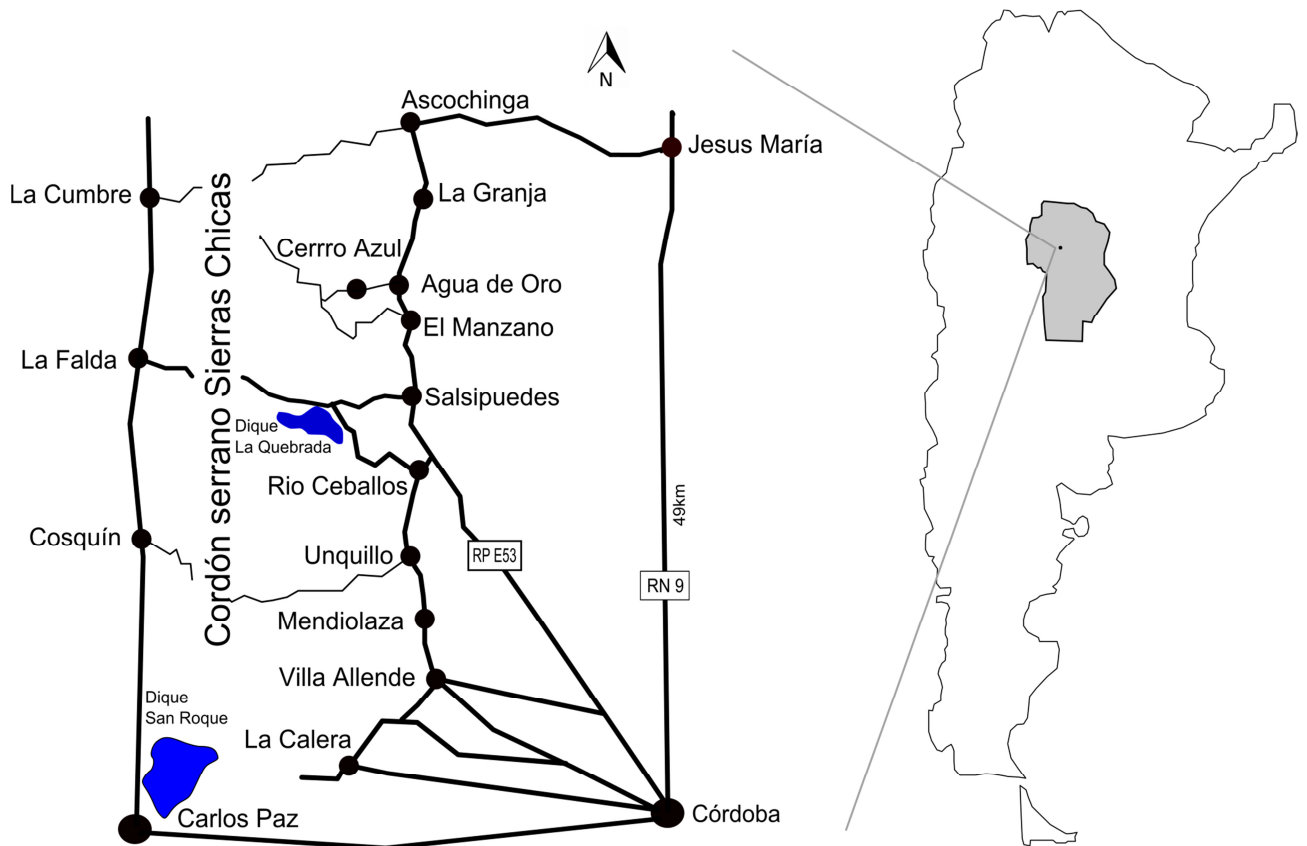 N
Ascochinga
Jesus María
La Cumbre
La Granja
Cerrro Azul
Agua de Oro
El Manzano
La Falda
Salsipuedes
Dique
La Quebrada
Rio Ceballos
Cordón serrano Sierras Chicas
49km
Cosquín
Unquillo
RP E53
RN 9
Mendiolaza
Villa Allende
Dique
San Roque
La Calera
Carlos Paz
Córdoba